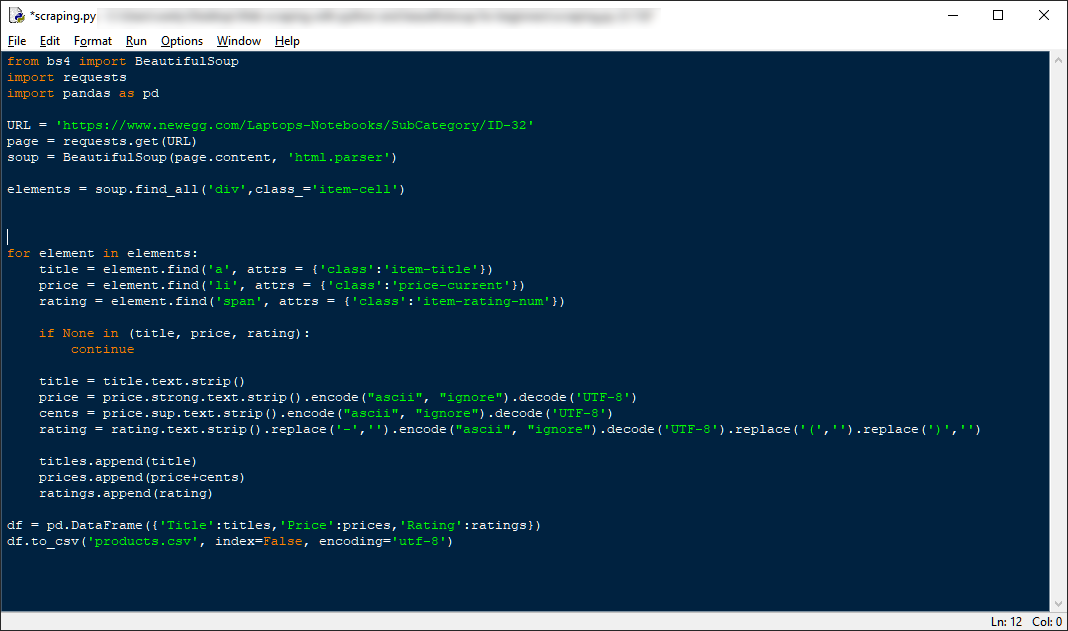 *scraping.py
File Edit Format Run Options Window Help
from bs4 import BeautifulSoup
import requests
import pandas as pd
URL = 'https://www.newegg.com/Laptops-Notebooks/SubCategory/ID-32'
page = requests.get(URL)
soup = BeautifulSoup(page.content, 'html.parser')
elements = soup.find_all('div',class_='item-cell')
for element in elements:
    title = element.find('a', attrs = {'class':'item-title'})
    price = element.find('li', attrs = {'class':'price-current'})
    rating = element.find('span', attrs = {'class':'item-rating-num'})
    if None in (title, price, rating):
        continue
    title = title.text.strip()
    price = price.strong.text.strip().encode("ascii", "ignore").decode('UTF-8')
    cents = price.sup.text.strip().encode("ascii", "ignore").decode('UTF-8')
    rating = rating.text.strip().replace('-','').encode("ascii", "ignore").decode('UTF-8').replace('(','').replace(')','')
    titles.append(title)
    prices.append(price+cents)
    ratings.append(rating)
df = pd.DataFrame({'Title':titles,'Price':prices,'Rating':ratings})
df.to_csv('products.csv', index=False, encoding='utf-8')
Ln: 12 Col: 0